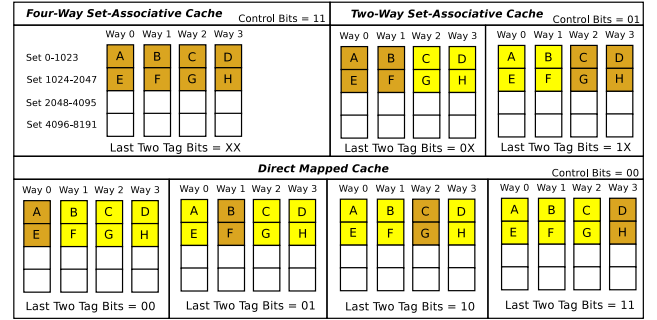 Four-Way Set-Associative Cache Control Bits = 11
Way 0 Way 1 Way 2 Way 3
Set 0-1023 A B C D
Set 1024-2047 E F G H
Set 2048-4095
Set 4096-8191
Last Two Tag Bits = XX
Two-Way Set-Associative Cache Control Bits = 01
Way 0 Way 1 Way 2 Way 3
A B C D
E F G H
Last Two Tag Bits = 0X
Way 0 Way 1 Way 2 Way 3
A B C D
E F G H
Last Two Tag Bits = 1X
Direct Mapped Cache Control Bits = 00
Way 0 Way 1 Way 2 Way 3
A B C D
E F G H
Last Two Tag Bits = 00
Way 0 Way 1 Way 2 Way 3
A B C D
E F G H
Last Two Tag Bits = 01
Way 0 Way 1 Way 2 Way 3
A B C D
E F G H
Last Two Tag Bits = 10
Way 0 Way 1 Way 2 Way 3
A B C D
E F G H
Last Two Tag Bits = 11